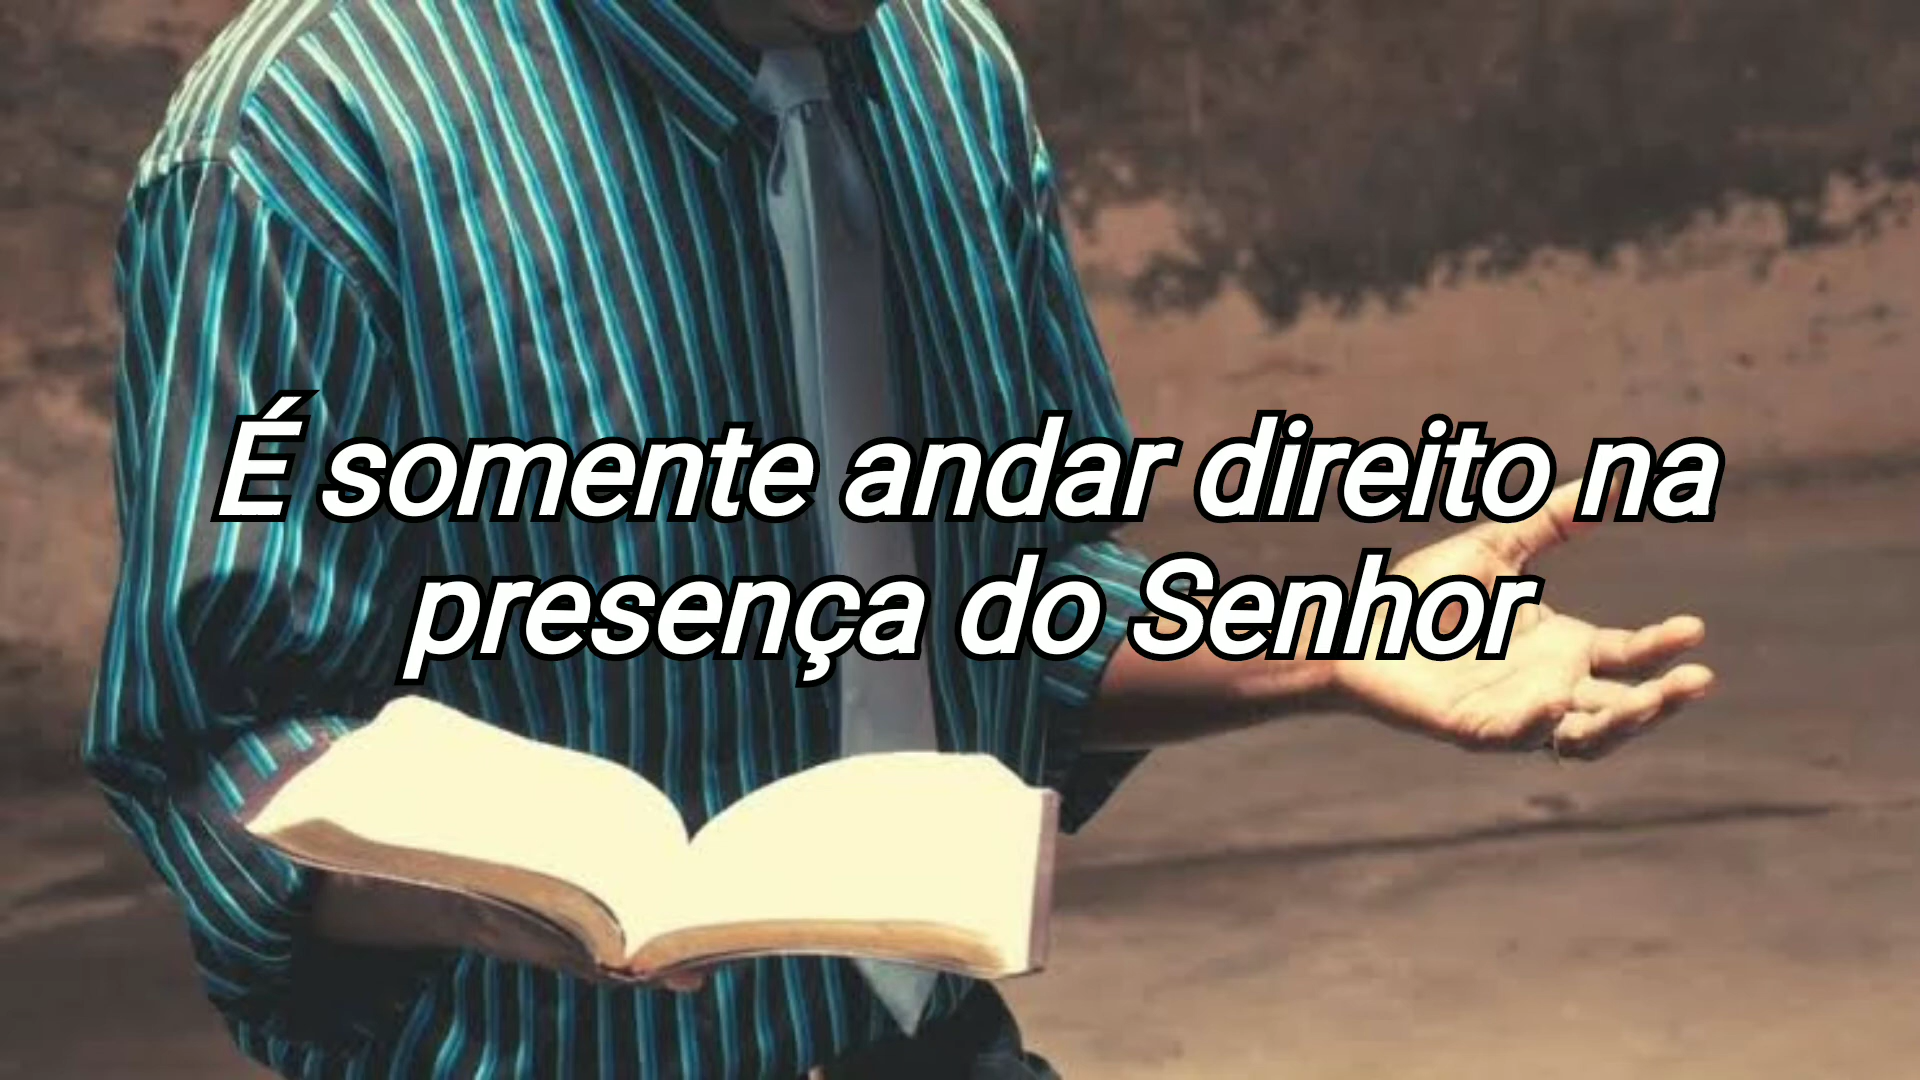 É somente andar direito na
presença do Senhor